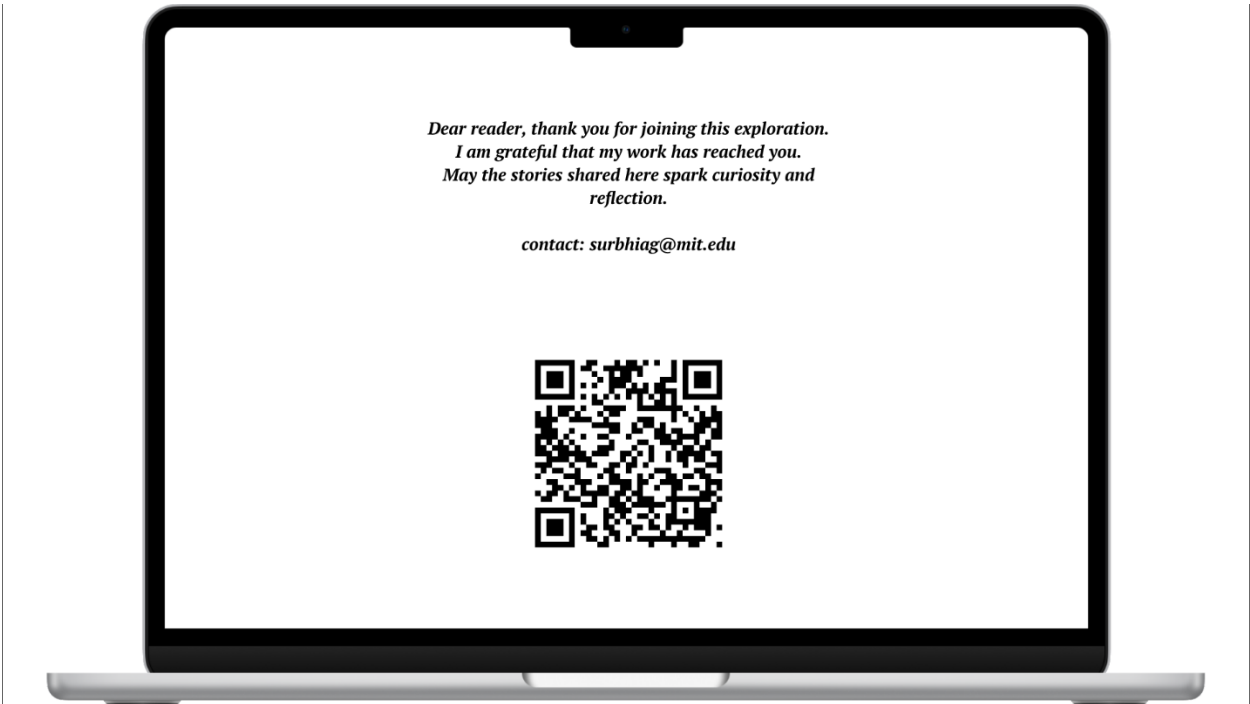 Dear reader, thank you for joining this exploration.
I am grateful that my work has reached you.
May the stories shared here spark curiosity and
reflection.
contact: surbhiag@mit.edu